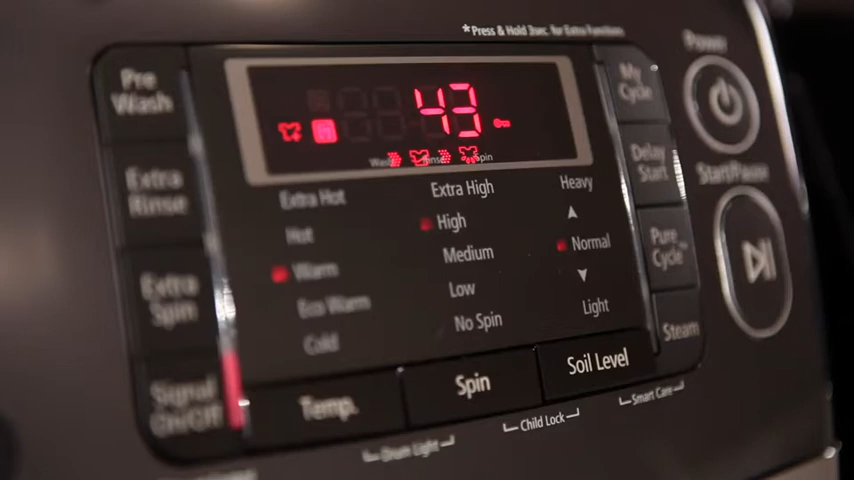 *Press & Hold 3sec. for Extra Functions
Power
Pre
Wash
Extra
Rinse
Extra
Spin
Signal
On/Off
43
Wash
Rinse
Spin
Extra Hot
Hot
Warm
Eco Warm
Cold
Extra High
High
Medium
Low
No Spin
Heavy
Normal
Light
Temp.
Spin
Soil Level
My
Cycle
Delay
Start
Pure
Cycle™
Steam
Start/Pause
Drum Light
Child Lock
Smart Care